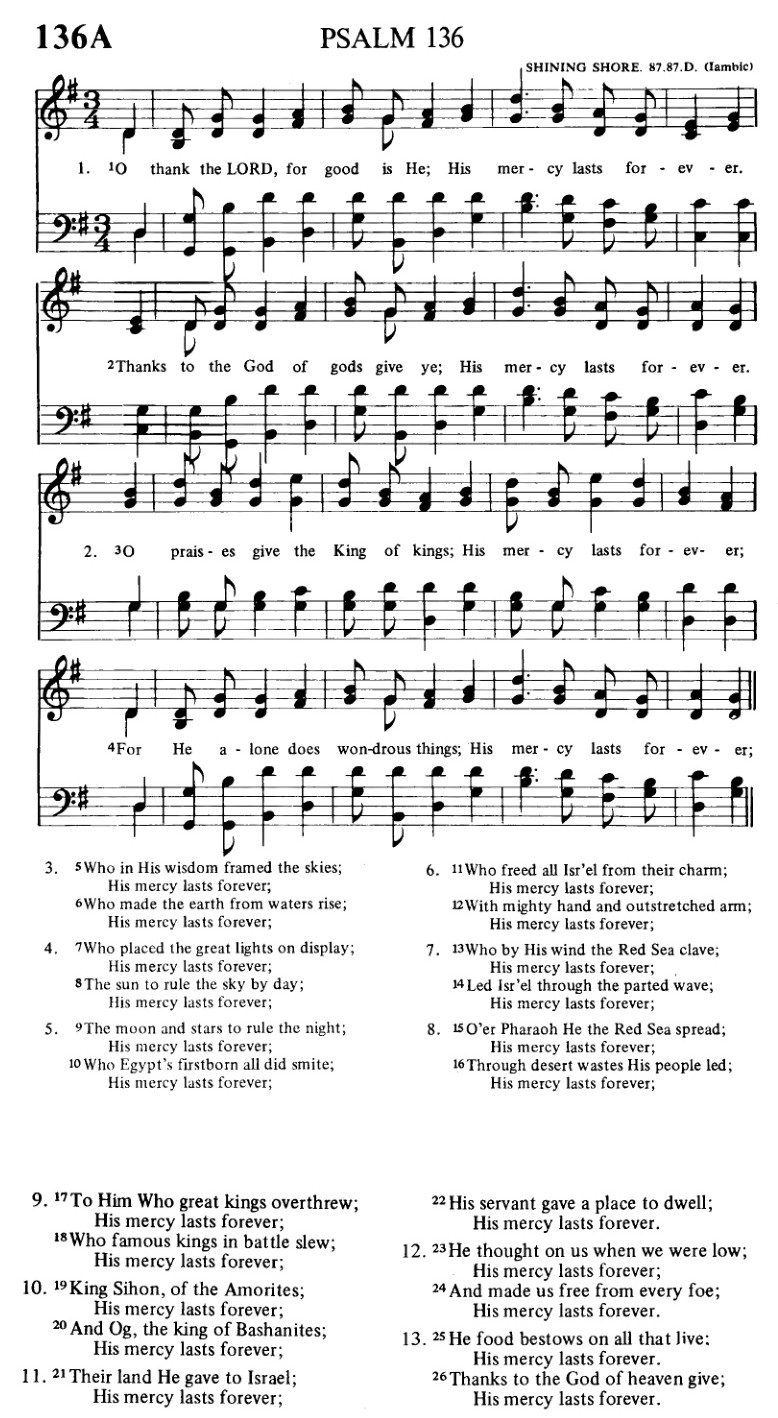 136A
PSALM 136
SHINING SHORE. 87.87.D. (Iambic)
1. 1O thank the LORD, for good is He; His mer - cy lasts for - ev - er.
2Thanks to the God of gods give ye; His mer - cy lasts for - ev - er.
2. 3O prais - es give the King of kings; His mer - cy lasts for - ev- er;
4For He a - lone does won-drous things; His mer - cy lasts for - ev - er;
3. 5Who in His wisdom framed the skies;
His mercy lasts forever;
6Who made the earth from waters rise;
His mercy lasts forever;
4. 7Who placed the great lights on display;
His mercy lasts forever;
8The sun to rule the sky by day;
His mercy lasts forever;
5. 9The moon and stars to rule the night;
His mercy lasts forever;
10Who Egypt's firstborn all did smite;
His mercy lasts forever;
6. 11Who freed all Isr'el from their charm;
His mercy lasts forever;
12With mighty hand and outstretched arm;
His mercy lasts forever;
7. 13Who by His wind the Red Sea clave;
His mercy lasts forever;
14Led Isr'el through the parted wave;
His mercy lasts forever;
8. 15O'er Pharaoh He the Red Sea spread;
His mercy lasts forever;
16Through desert wastes His people led;
His mercy lasts forever;
9. 17To Him Who great kings overthrew;
His mercy lasts forever;
18Who famous kings in battle slew;
His mercy lasts forever;
10. 19King Sihon, of the Amorites;
His mercy lasts forever;
20And Og, the king of Bashanites;
His mercy lasts forever;
11. 21Their land He gave to Israel;
His mercy lasts forever;
22His servant gave a place to dwell;
His mercy lasts forever.
12. 23He thought on us when we were low;
His mercy lasts forever;
24And made us free from every foe;
His mercy lasts forever.
13. 25He food bestows on all that live:
His mercy lasts forever.
26Thanks to the God of heaven give;
His mercy lasts forever.